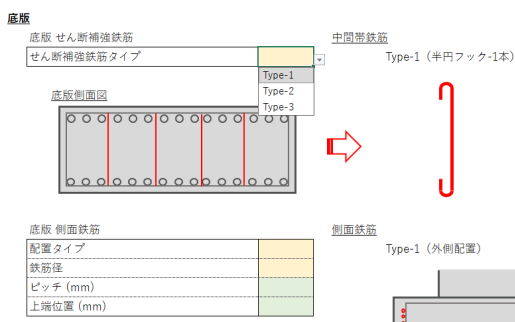 底版
底版 せん断補強鉄筋
せん断補強鉄筋タイプ
Type-1
Type-2
Type-3
底版側面図
中間帯鉄筋
Type-1（半円フック-1本）
底版 側面鉄筋
配置タイプ
鉄筋径
ピッチ (mm)
上端位置 (mm)
側面鉄筋
Type-1（外側配置）